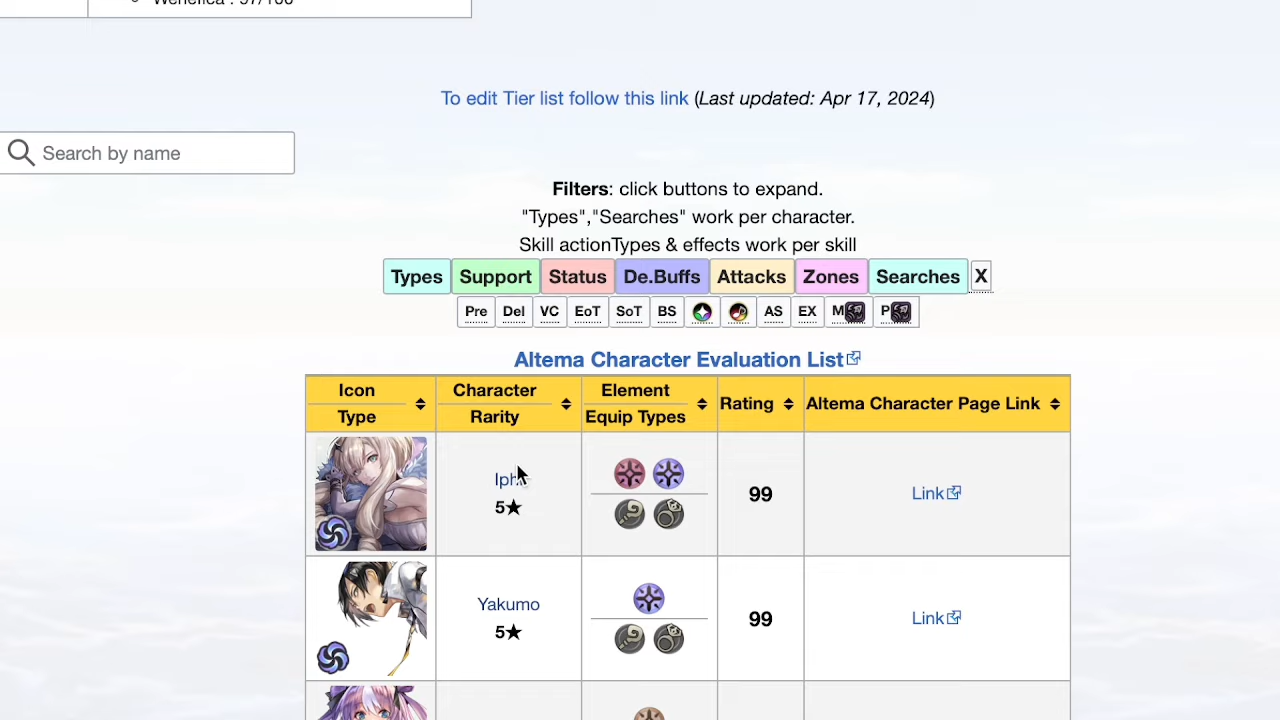 To edit Tier list follow this link (Last updated: Apr 17, 2024)
Search by name
Filters: click buttons to expand.
"Types","Searches" work per character.
Skill actionTypes & effects work per skill
Types Support Status De.Buffs Attacks Zones Searches X
Pre Del VC EoT SoT BS AS EX M P
Altema Character Evaluation List
Icon Character Element
Rating Altema Character Page Link
Type Rarity Equip Types
5★ 99 Link
Yakumo
5★ 99 Link